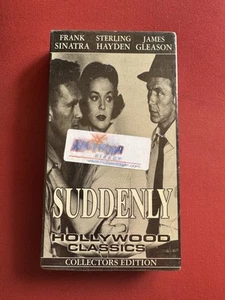 FRANK STERLING JAMES
SINATRA HAYDEN GLEASON
SUDDENLY
HOLLYWOOD
CLASSICS
COLLECTORS EDITION